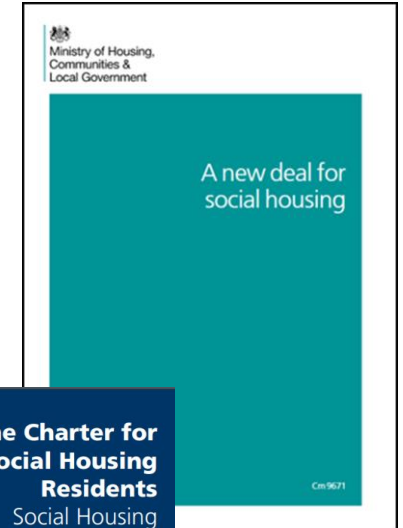 Ministry of Housing,
Communities &
Local Government
A new deal for
social housing
Cm 9671
e Charter for
ocial Housing
Residents
Social Housing